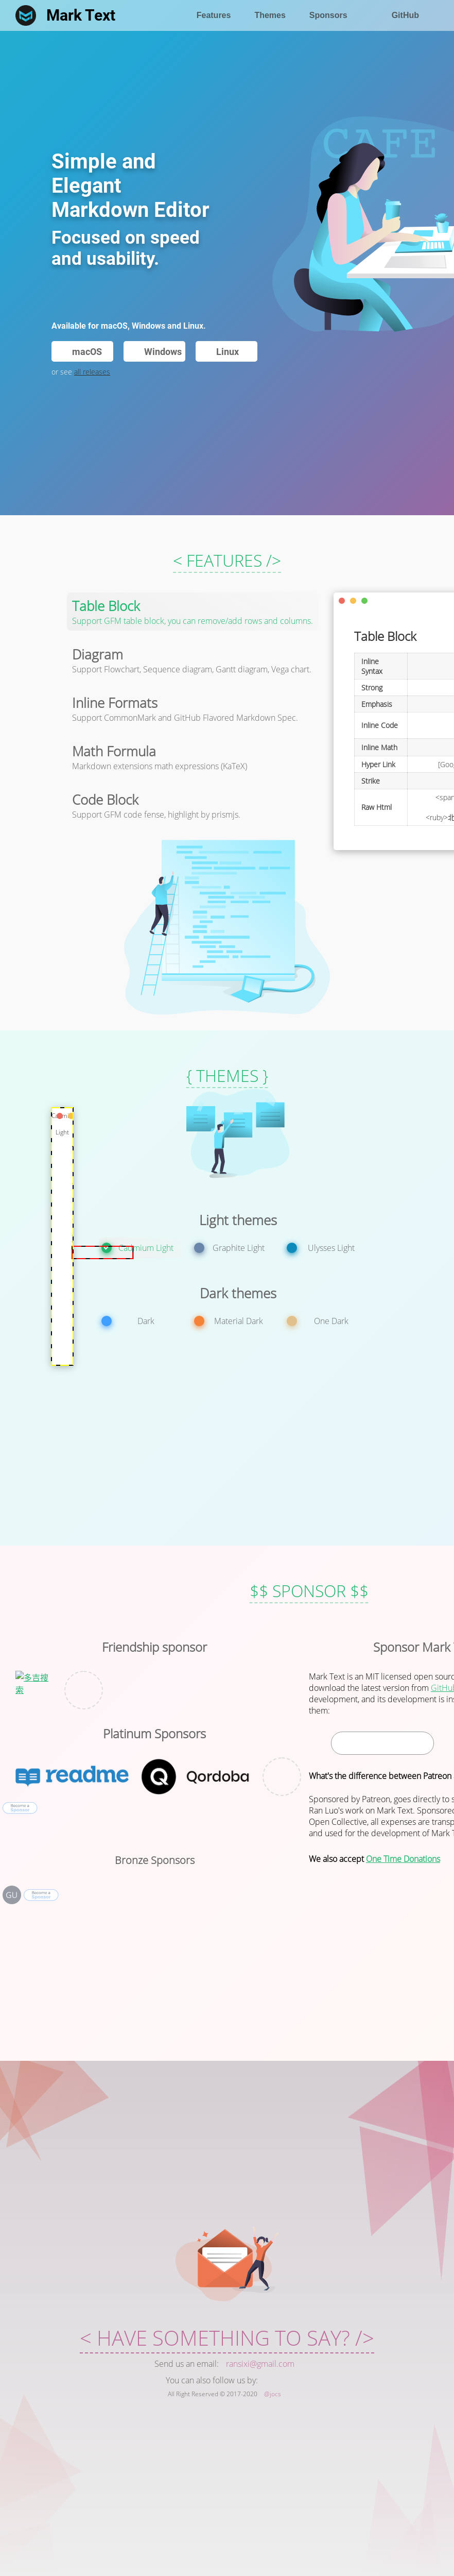 Mark Text
Features
Themes
Sponsors
GitHub
CAFE
Simple and
Elegant
Markdown Editor
Focused on speed
and usability.
Available for macOS, Windows and Linux.
macOS
Windows
Linux
or see all releases
< FEATURES />
Table Block
Support GFM table block, you can remove/add rows and columns.
Diagram
Support Flowchart, Sequence diagram, Gantt diagram, Vega chart.
Inline Formats
Support CommonMark and GitHub Flavored Markdown Spec.
Math Formula
Markdown extensions math expressions (KaTeX)
Code Block
Support GFM code fense, highlight by prismjs.
Table Block
Inline
Syntax
Strong
Emphasis
Inline Code
Inline Math
Hyper Link
[Goo
Strike
Raw Html
<span
<ruby>北
{ THEMES }
Light
Light themes
Cadmium Light
Graphite Light
Ulysses Light
Dark themes
Dark
Material Dark
One Dark
$$ SPONSOR $$
Friendship sponsor
多吉搜
索
Platinum Sponsors
readme
Qordoba
Become a
Sponsor
Bronze Sponsors
GU
Become a
Sponsor
Sponsor Mark
Mark Text is an MIT licensed open sourc
download the latest version from GitHub
development, and its development is in
them:
What's the difference between Patreon
Sponsored by Patreon, goes directly to s
Ran Luo's work on Mark Text. Sponsored
Open Collective, all expenses are transp
and used for the development of Mark T
We also accept One Time Donations
< HAVE SOMETHING TO SAY? />
Send us an email: ransixi@gmail.com
You can also follow us by:
All Right Reserved © 2017-2020 @jocs